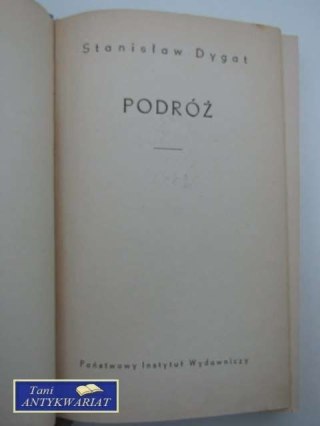 Stanisław Dygat
PODRÓŻ
Państwowy Instytut Wydawniczy
Tani
ANTYKWARIAT